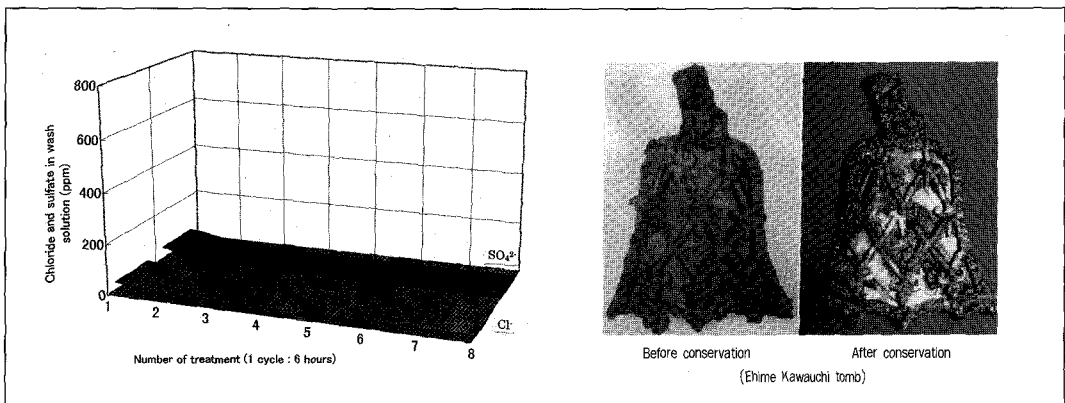 Chloride and sulfate in wash
solution (ppm)
800
600
400
200
0
1
2
3
4
5
6
7
8
SO₄²⁻
Cl⁻
Number of treatment (1 cycle : 6 hours)
Before conservation
After conservation
(Ehime Kawauchi tomb)